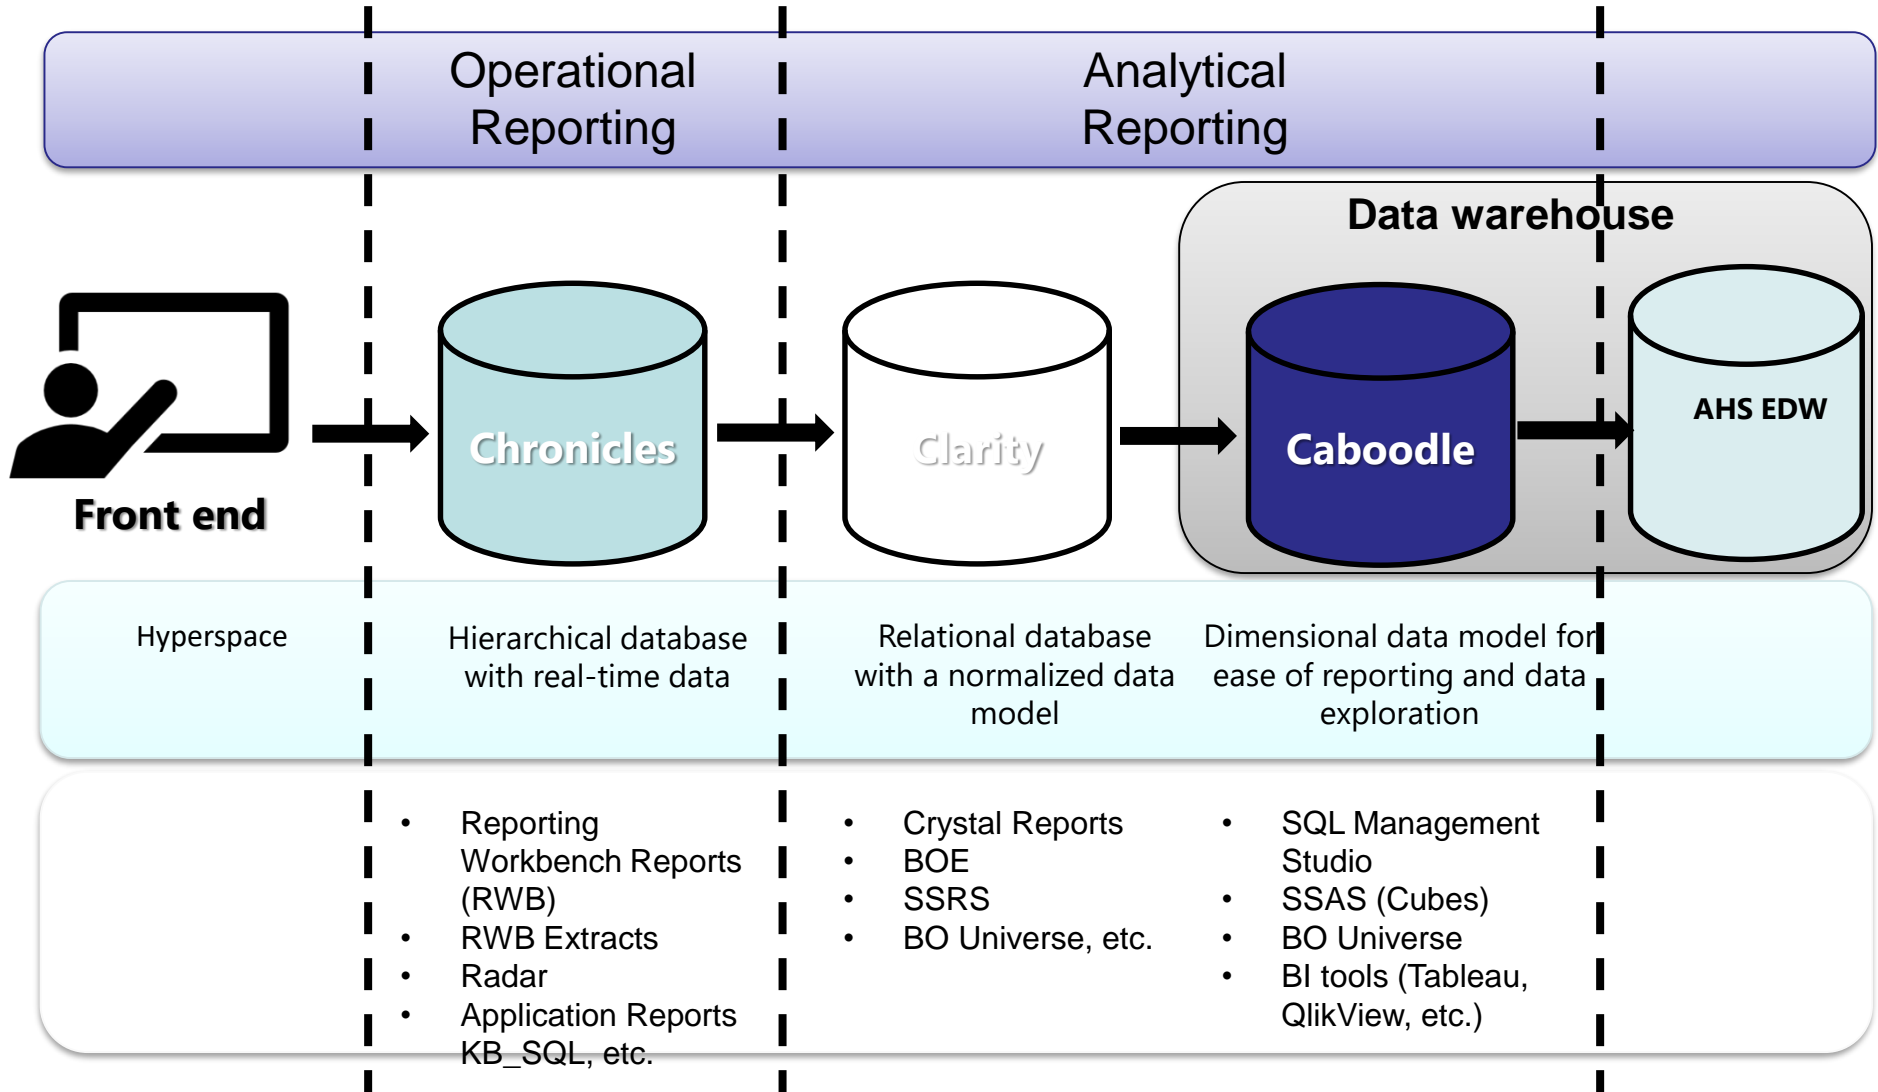 Operational
Reporting
Analytical
Reporting
Data warehouse
Front end
Chronicles
Clarity
Caboodle
AHS EDW
Hyperspace
Hierarchical database
with real-time data
Relational database
with a normalized data
model
Dimensional data model for
ease of reporting and data
exploration
• Reporting
Workbench Reports
(RWB)
• RWB Extracts
• Radar
• Application Reports
KB_SQL, etc.
• Crystal Reports
• BOE
• SSRS
• BO Universe, etc.
• SQL Management
Studio
• SSAS (Cubes)
• BO Universe
• BI tools (Tableau,
QlikView, etc.)